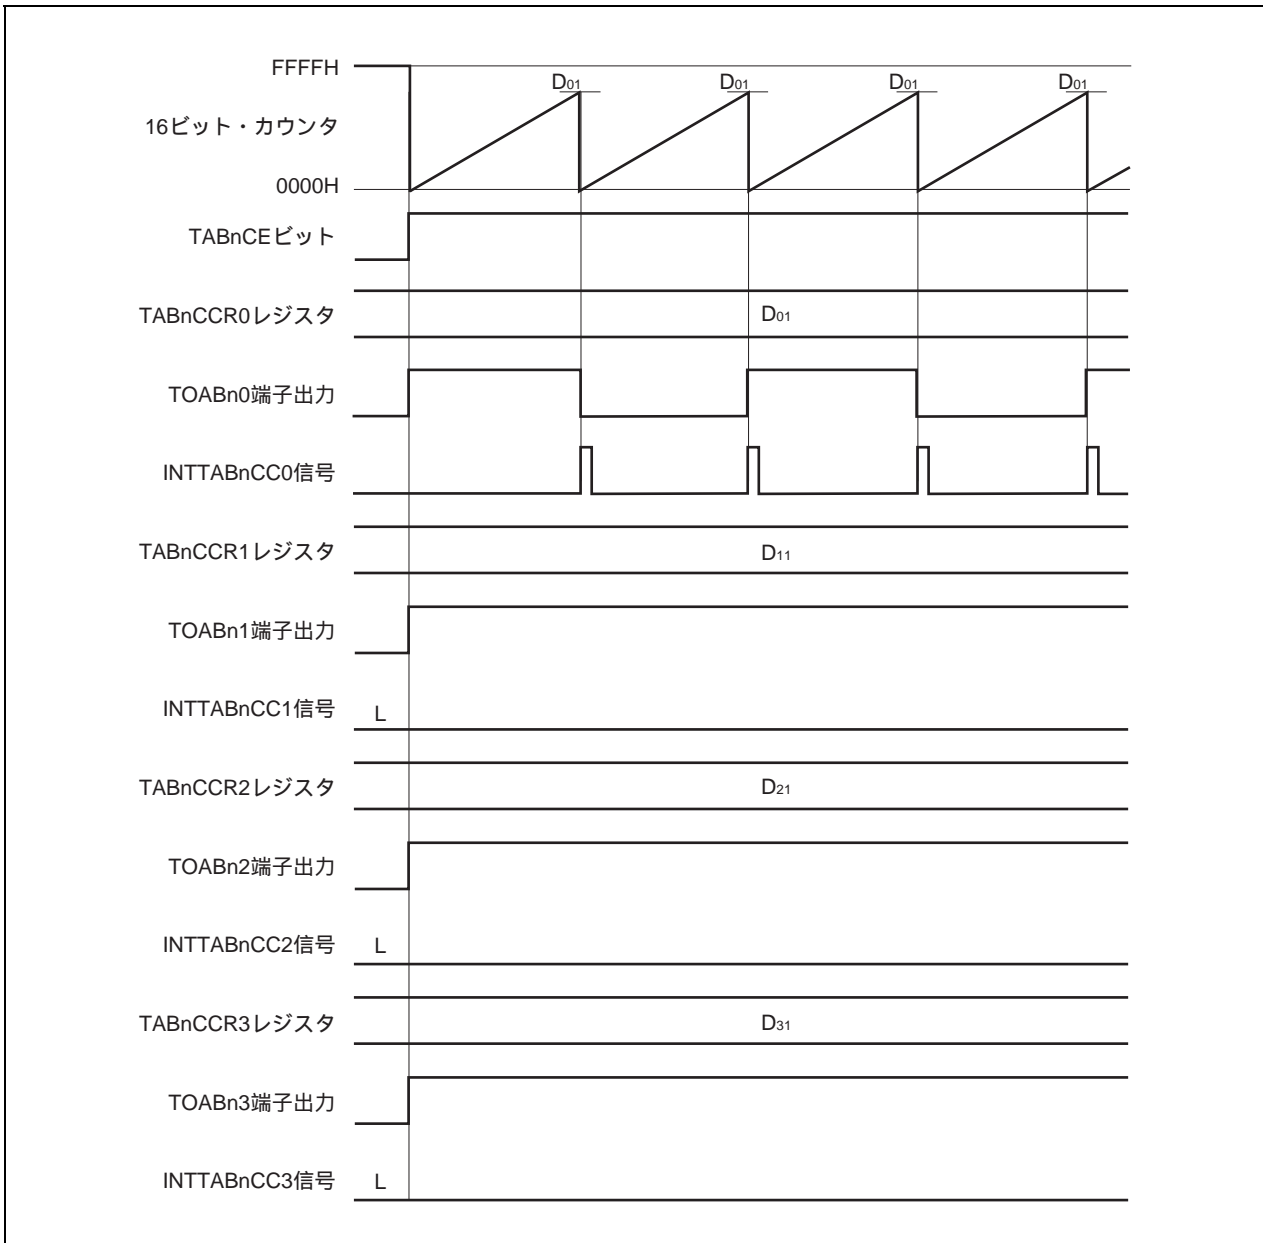 FFFFH
D01 D01 D01 D01
16ビット・カウンタ
0000H
TABnCEビット
TABnCCR0レジスタ D01
TOABn0端子出力
INTTABnCC0信号
TABnCCR1レジスタ D11
TOABn1端子出力
INTTABnCC1信号 L
TABnCCR2レジスタ D21
TOABn2端子出力
INTTABnCC2信号 L
TABnCCR3レジスタ D31
TOABn3端子出力
INTTABnCC3信号 L